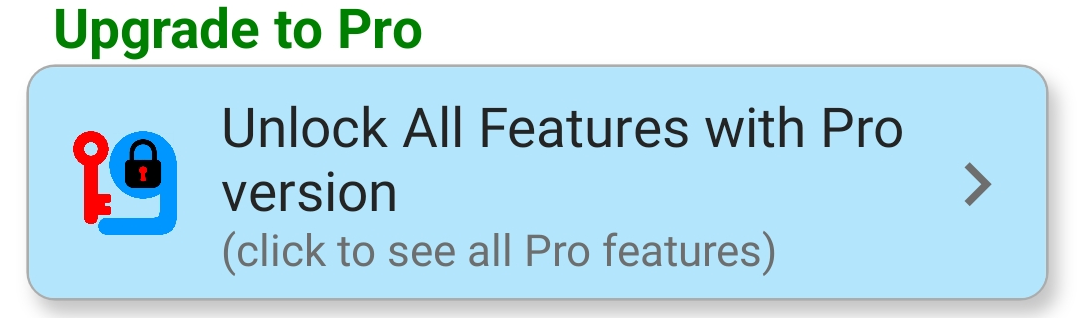 Upgrade to Pro
Unlock All Features with Pro
version
(click to see all Pro features)